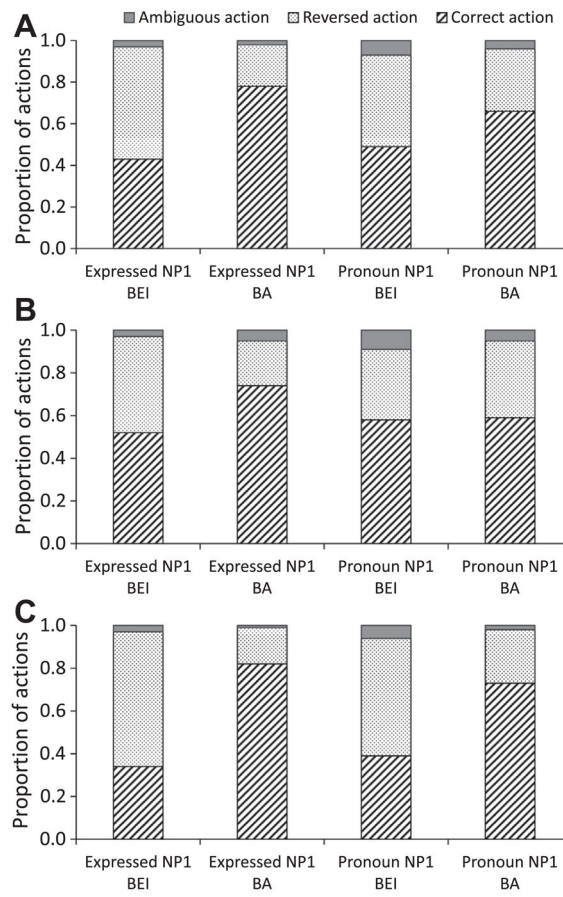 A
Ambiguous action Reversed action Correct action
Proportion of actions
1.0
0.8
0.6
0.4
0.2
0.0
Expressed NP1 Expressed NP1 Pronoun NP1 Pronoun NP1
BEI BA BEI BA
B
Proportion of actions
1.0
0.8
0.6
0.4
0.2
0.0
Expressed NP1 Expressed NP1 Pronoun NP1 Pronoun NP1
BEI BA BEI BA
C
Proportion of actions
1.0
0.8
0.6
0.4
0.2
0.0
Expressed NP1 Expressed NP1 Pronoun NP1 Pronoun NP1
BEI BA BEI BA